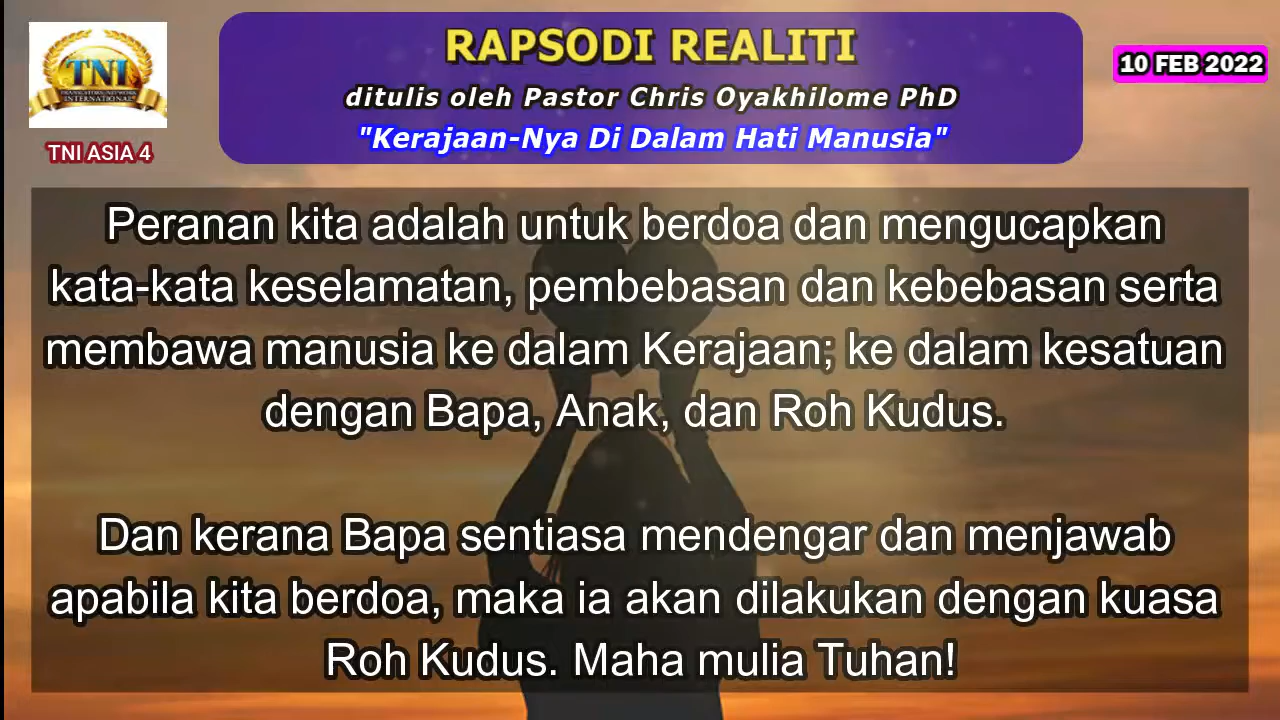 TNI
INTERNATIONAL
TNI ASIA 4
RAPSODI REALITI
ditulis oleh Pastor Chris Oyakhilome PhD
"Kerajaan-Nya Di Dalam Hati Manusia"
10 FEB 2022
Peranan kita adalah untuk berdoa dan mengucapkan
kata-kata keselamatan, pembebasan dan kebebasan serta
membawa manusia ke dalam Kerajaan; ke dalam kesatuan
dengan Bapa, Anak, dan Roh Kudus.
Dan kerana Bapa sentiasa mendengar dan menjawab
apabila kita berdoa, maka ia akan dilakukan dengan kuasa
Roh Kudus. Maha mulia Tuhan!